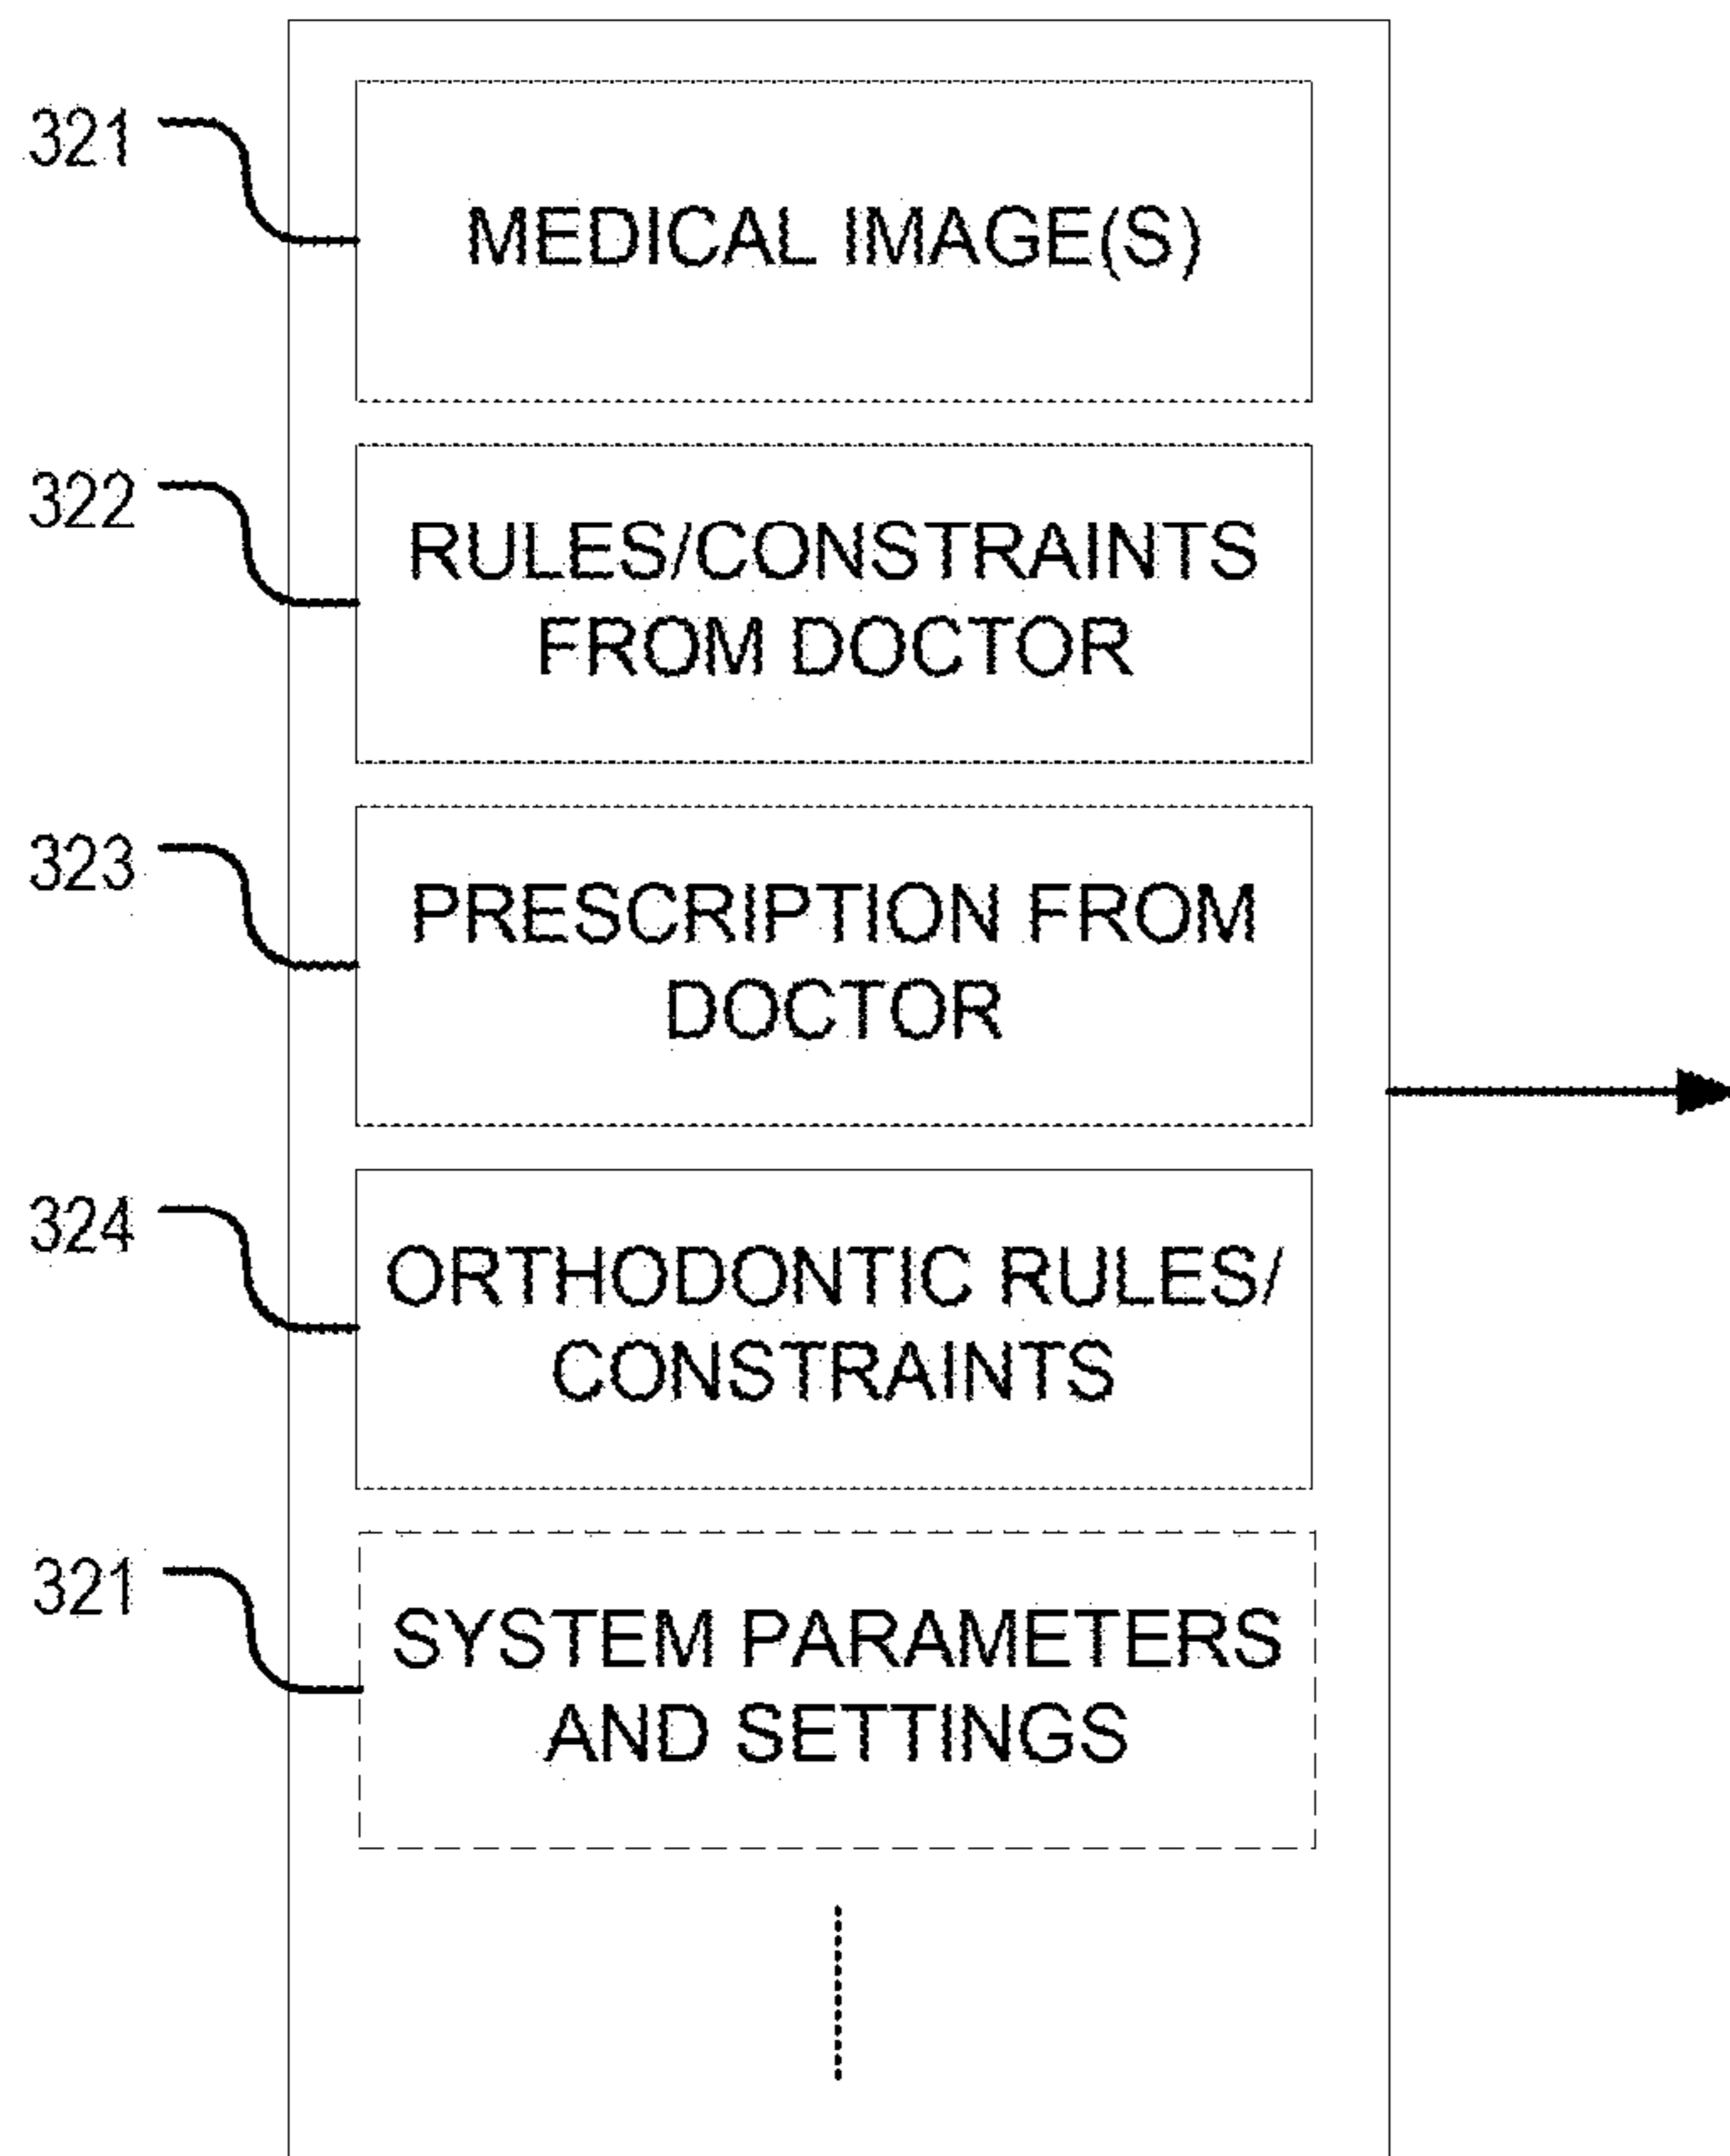 321
MEDICAL IMAGE(S)
322
RULES/CONSTRAINTS
FROM DOCTOR
323
PRESCRIPTION FROM
DOCTOR
324
ORTHODONTIC RULES/
CONSTRAINTS
321
SYSTEM PARAMETERS
AND SETTINGS